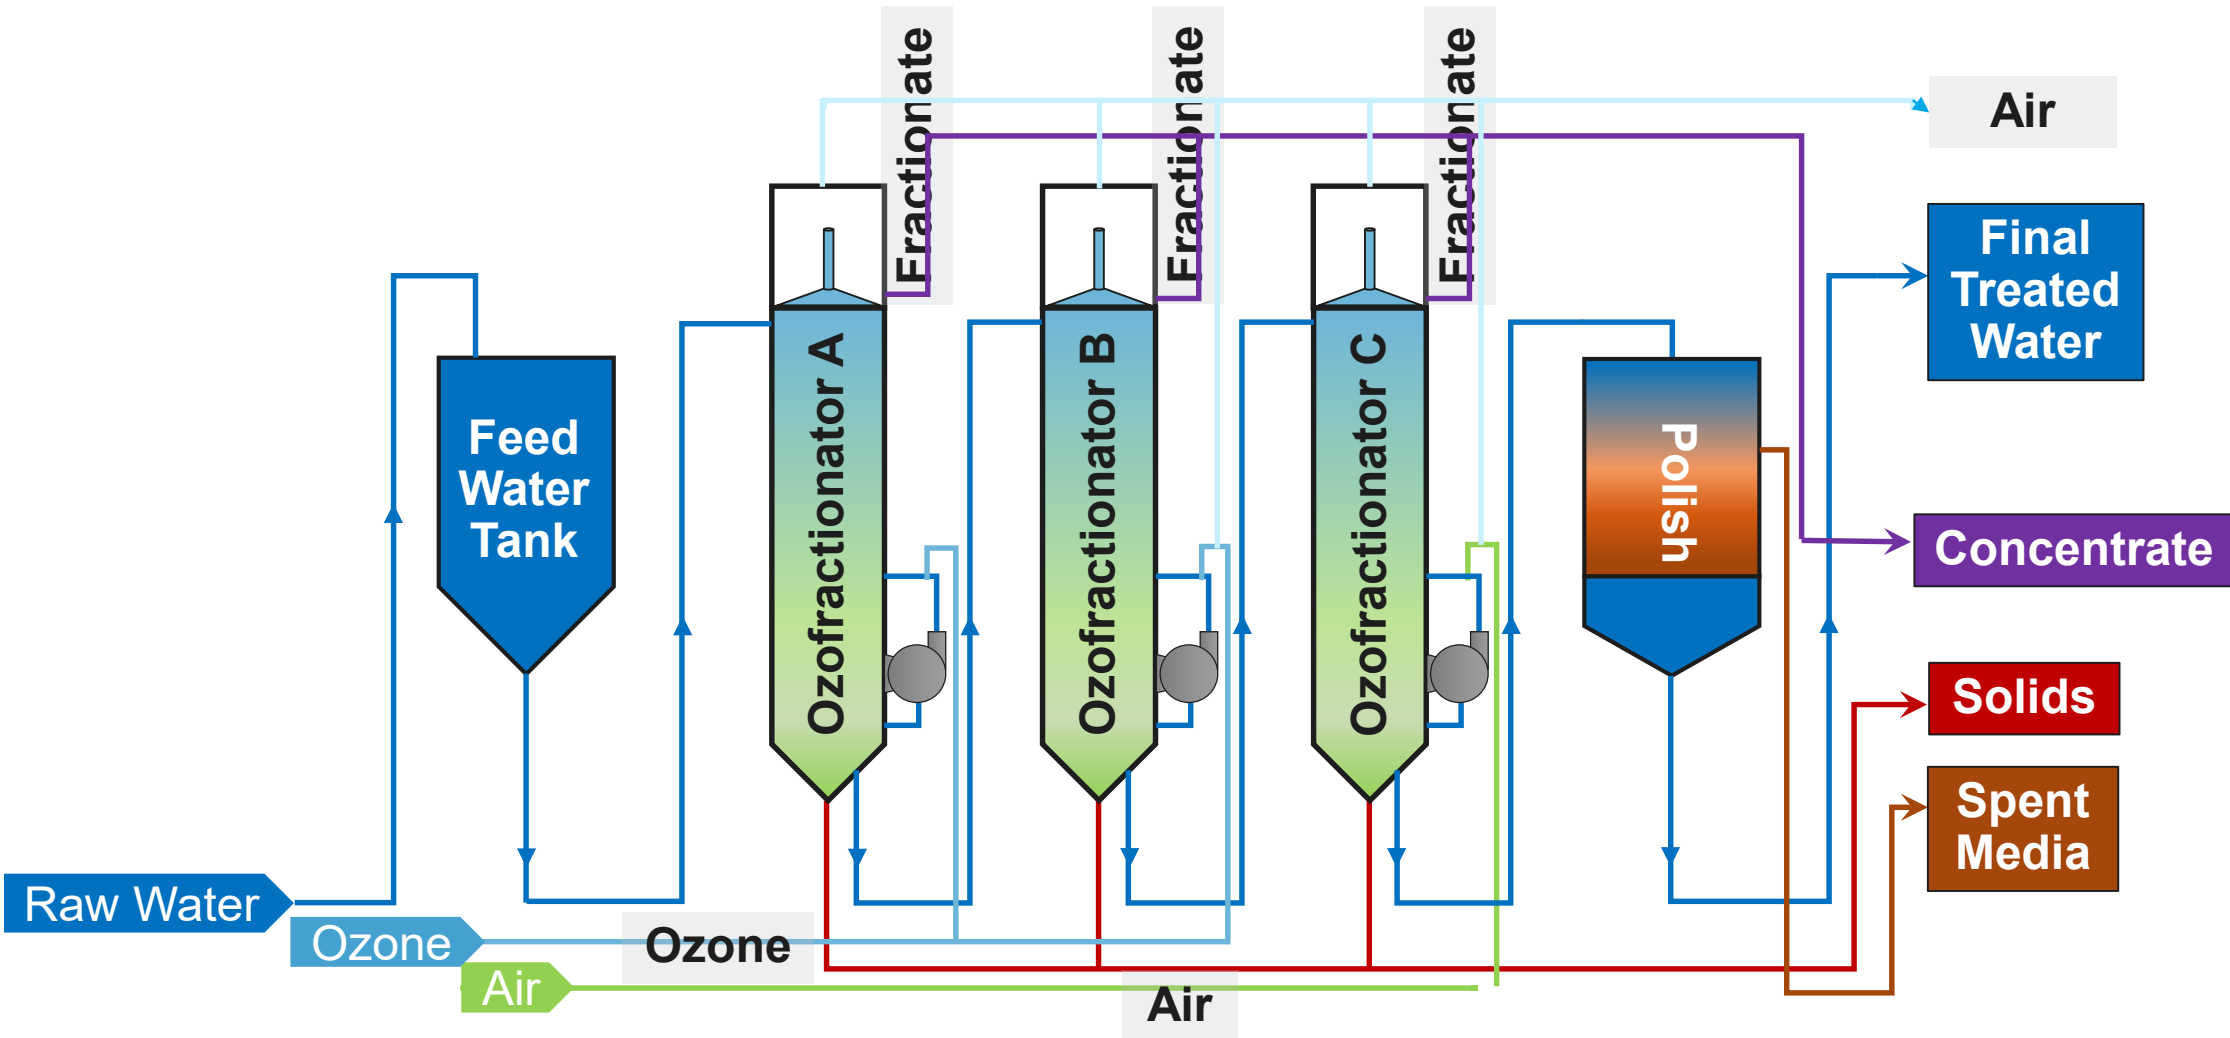 Fractionate
Fractionate
Fractionate
Air
Final
Treated
Water
Feed
Water
Tank
Ozofractionator A
Ozofractionator B
Ozofractionator C
Polish
Concentrate
Solids
Spent
Media
Raw Water
Ozone
Ozone
Air
Air